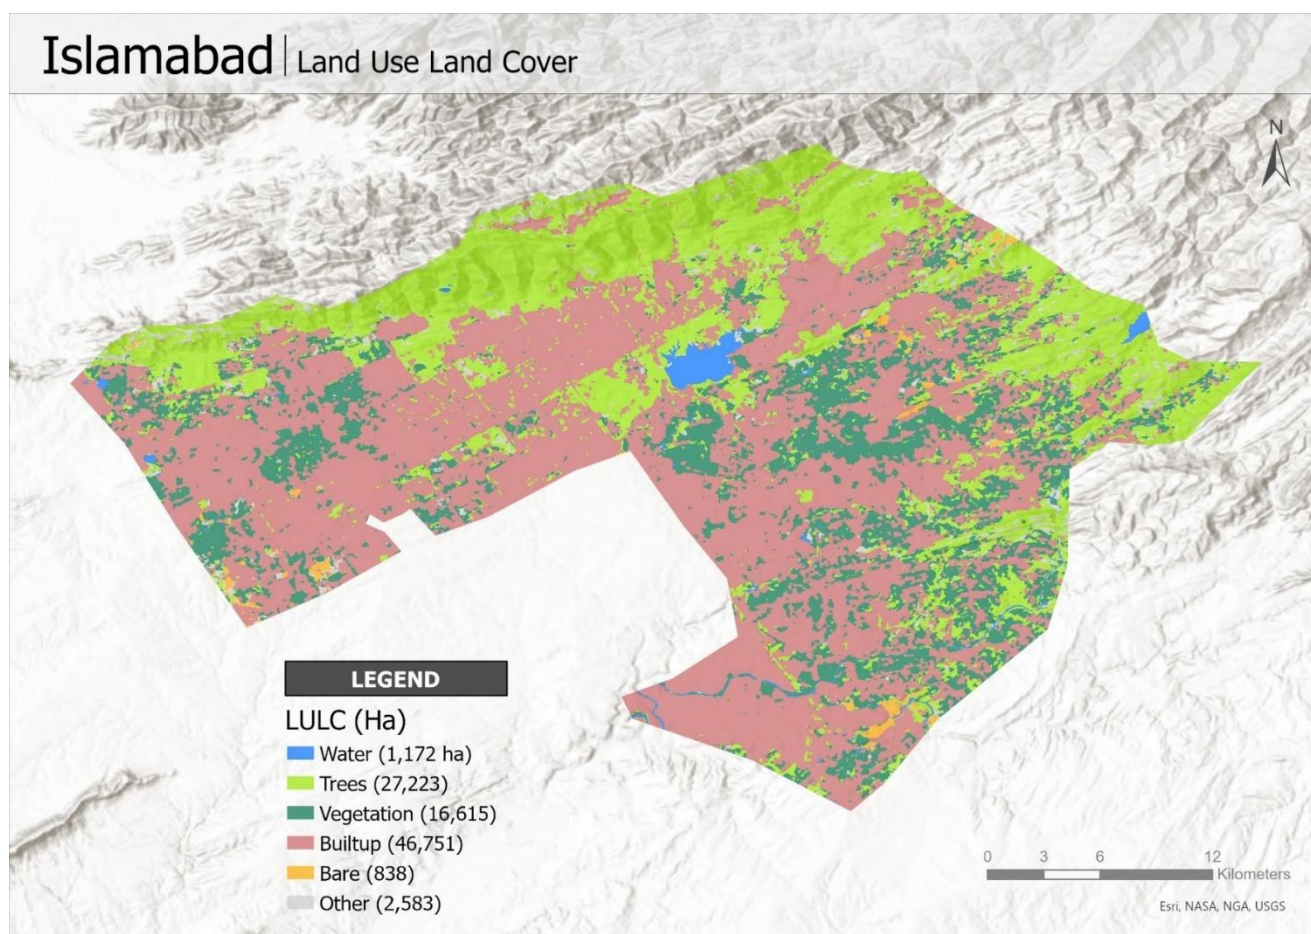 Islamabad | Land Use Land Cover
N
LEGEND
LULC (Ha)
Water (1,172 ha)
Trees (27,223)
Vegetation (16,615)
Builtup (46,751)
Bare (838)
Other (2,583)
0 3 6 12
Kilometers
Esri, NASA, NGA, USGS